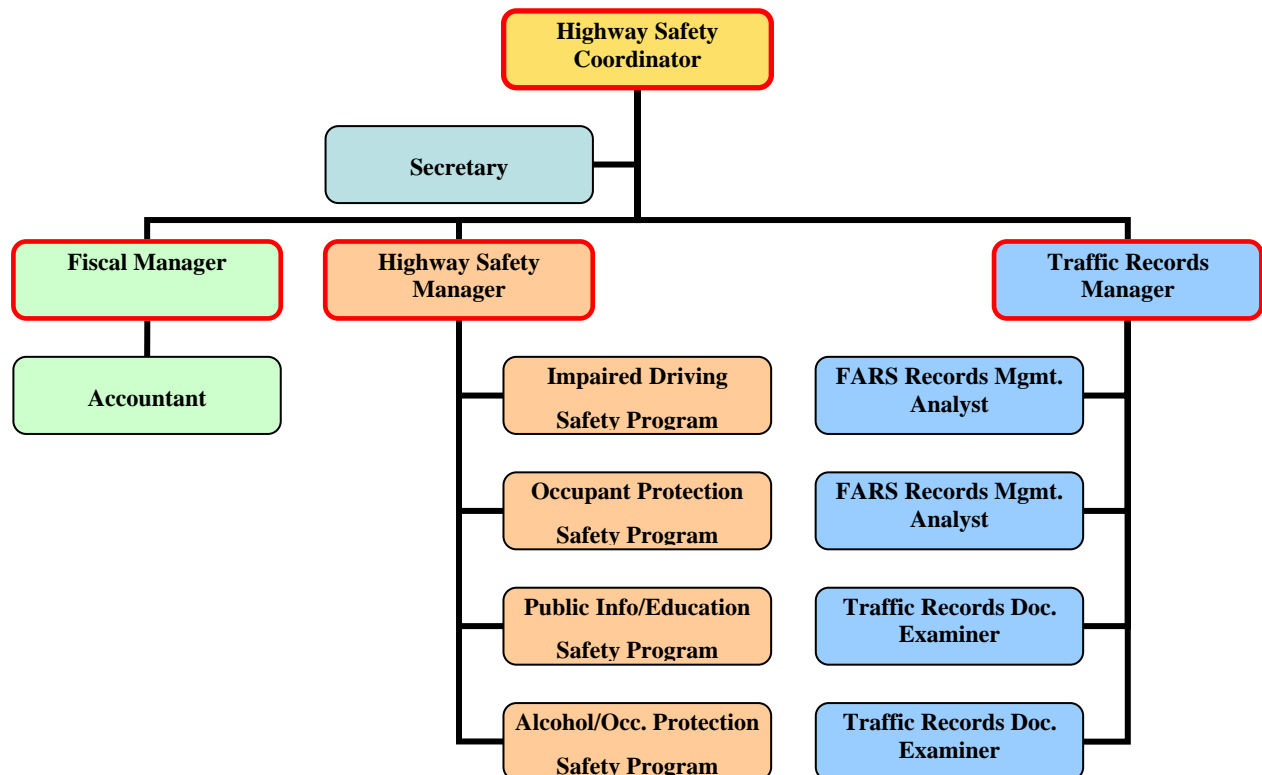 Highway Safety
Coordinator
Secretary
Fiscal Manager
Highway Safety
Manager
Traffic Records
Manager
Accountant
Impaired Driving
Safety Program
FARS Records Mgmt.
Analyst
Occupant Protection
Safety Program
FARS Records Mgmt.
Analyst
Public Info/Education
Safety Program
Traffic Records Doc.
Examiner
Alcohol/Occ. Protection
Safety Program
Traffic Records Doc.
Examiner